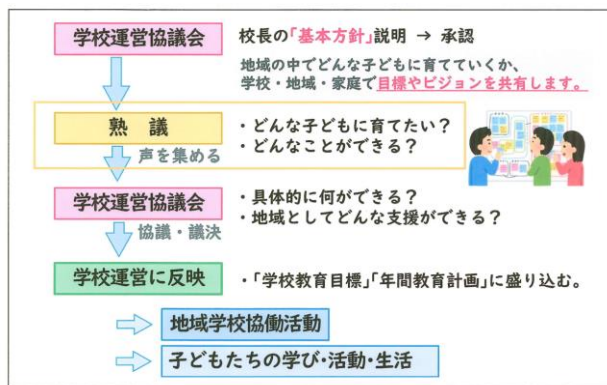 学校運営協議会 校長の「基本方針」説明 → 承認
地域の中でどんな子どもに育てていくか、
学校・地域・家庭で目標やビジョンを共有します。
熟 議
声を集める
・どんな子どもに育てたい？
・どんなことができる？
学校運営協議会
協議・議決
・具体的に何ができる？
・地域としてどんな支援ができる？
学校運営に反映 ・「学校教育目標」「年間教育計画」に盛り込む。
地域学校協働活動
子どもたちの学び・活動・生活